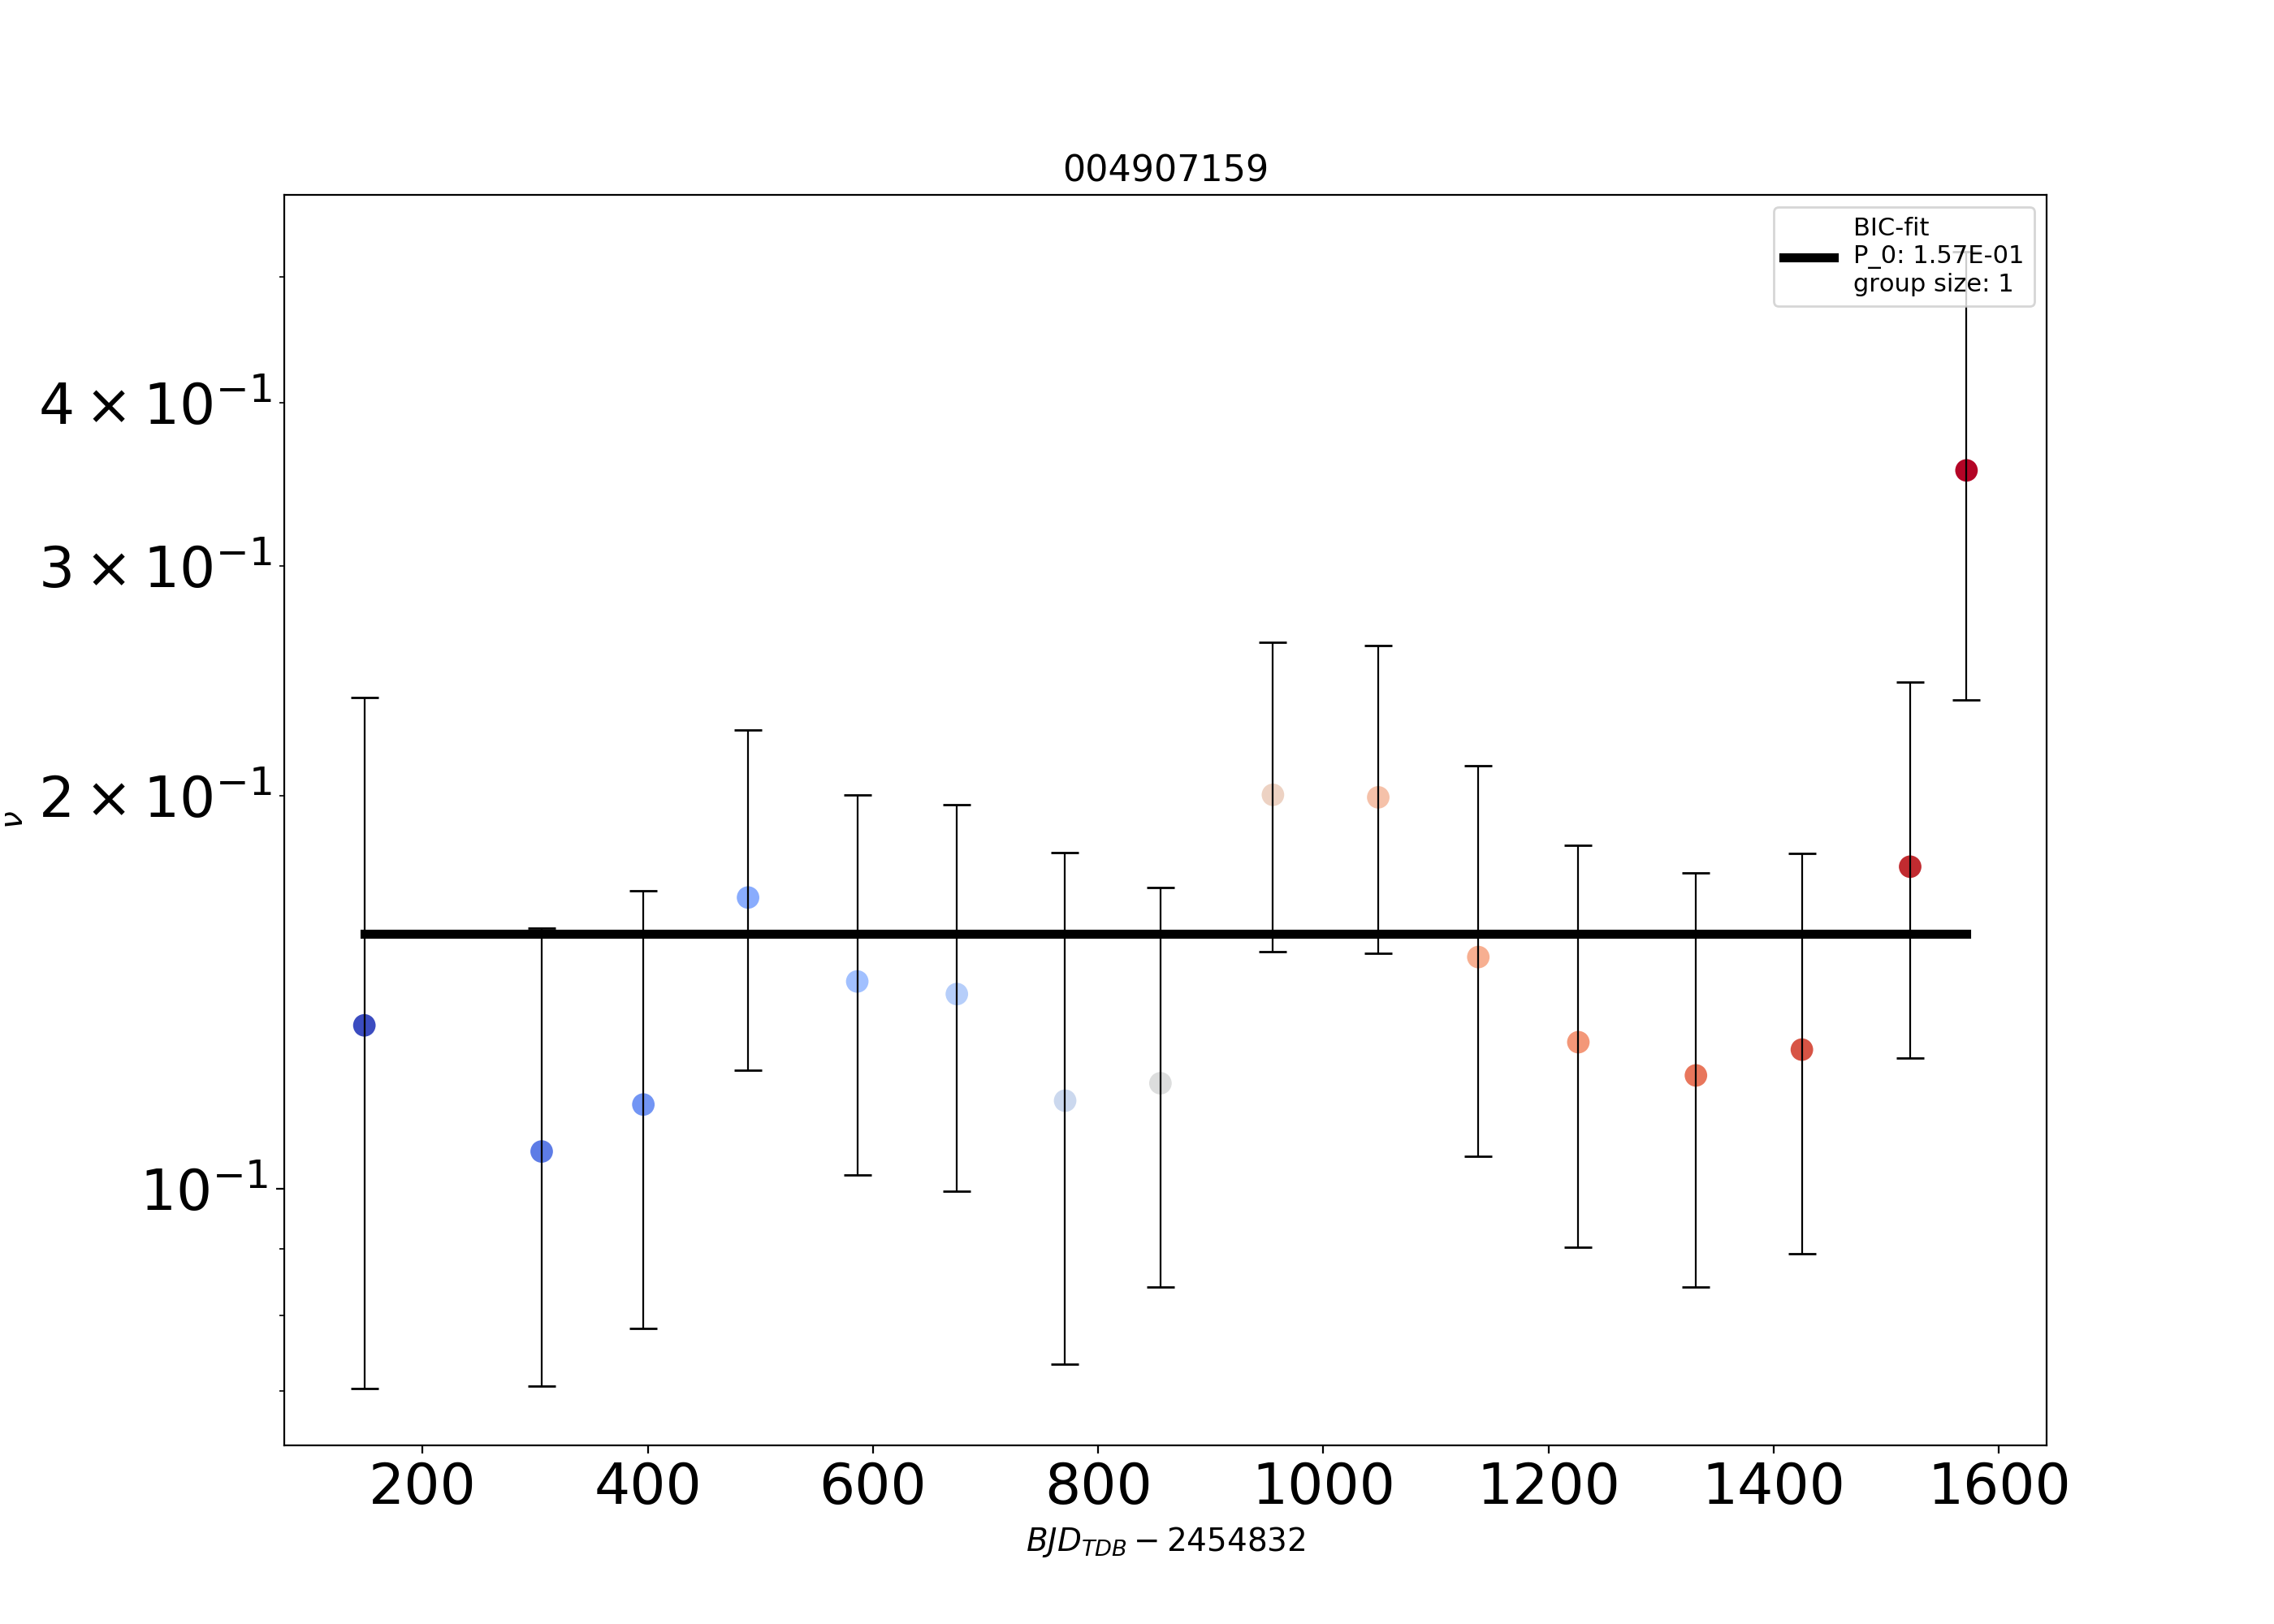 004907159
BIC-fit
P_0: 1.57E-01
group size: 1
4 × 10⁻¹
3 × 10⁻¹
2 × 10⁻¹
10⁻¹
ν
200 400 600 800 1000 1200 1400 1600
BJD_TDB − 2454832